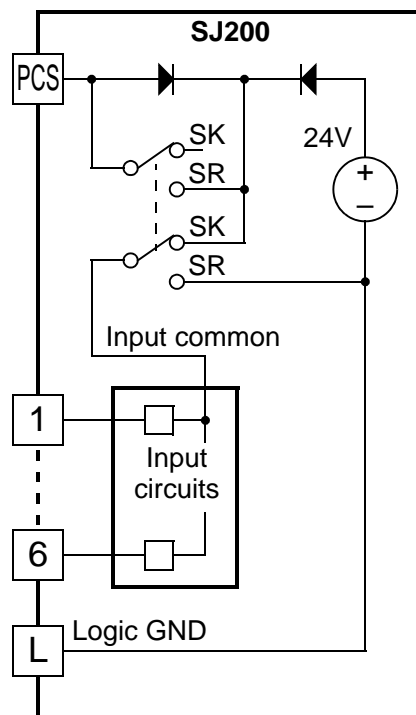 SJ200
PCS
SK
24V
SR
+
–
SK
SR
Input common
1
Input
circuits
6
Logic GND
L